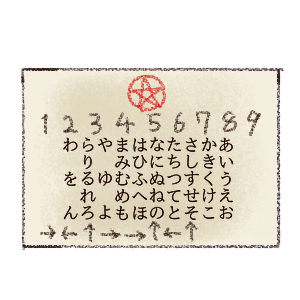 1 2 3 4 5 6 7 8 9
あいうえお
かきくけこ
さしすせそ
たちつてと
なにぬねの
はひふへほ
まみむめも
や ゆ よ
らりるれろ
わ を ん
→ ← ↑ → → ↑ ← ↑